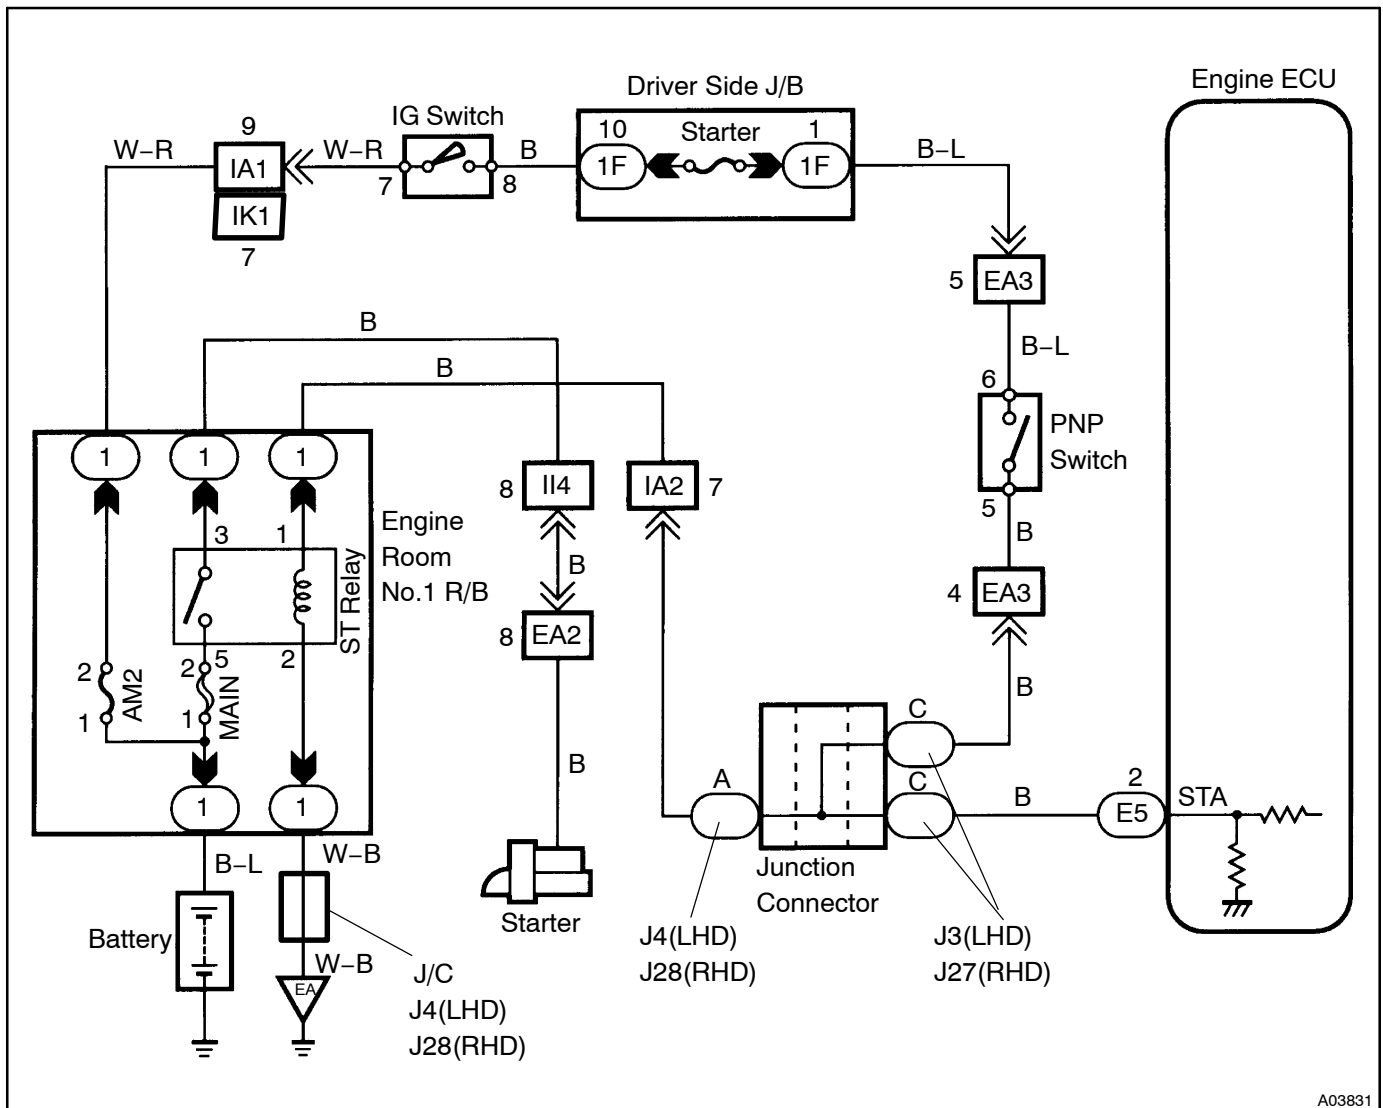 Engine ECU
Driver Side J/B
IG Switch
9
10
Starter
1
W-R
IA1
W-R
7
8
B
1F
1F
B-L
IK1
7
5
EA3
B
B-L
B
6
PNP
Switch
5
1
1
1
8
II4
IA2
7
Engine
Room
No.1 R/B
3
1
ST Relay
B
B
4
EA3
8
EA2
2
5
2
2
AM2
MAIN
1
1
B
B
C
A
C
B
2
E5
STA
1
1
B-L
W-B
Junction
Connector
Starter
Battery
W-B
EA
J/C
J4(LHD)
J28(RHD)
J4(LHD)
J28(RHD)
J3(LHD)
J27(RHD)
A03831